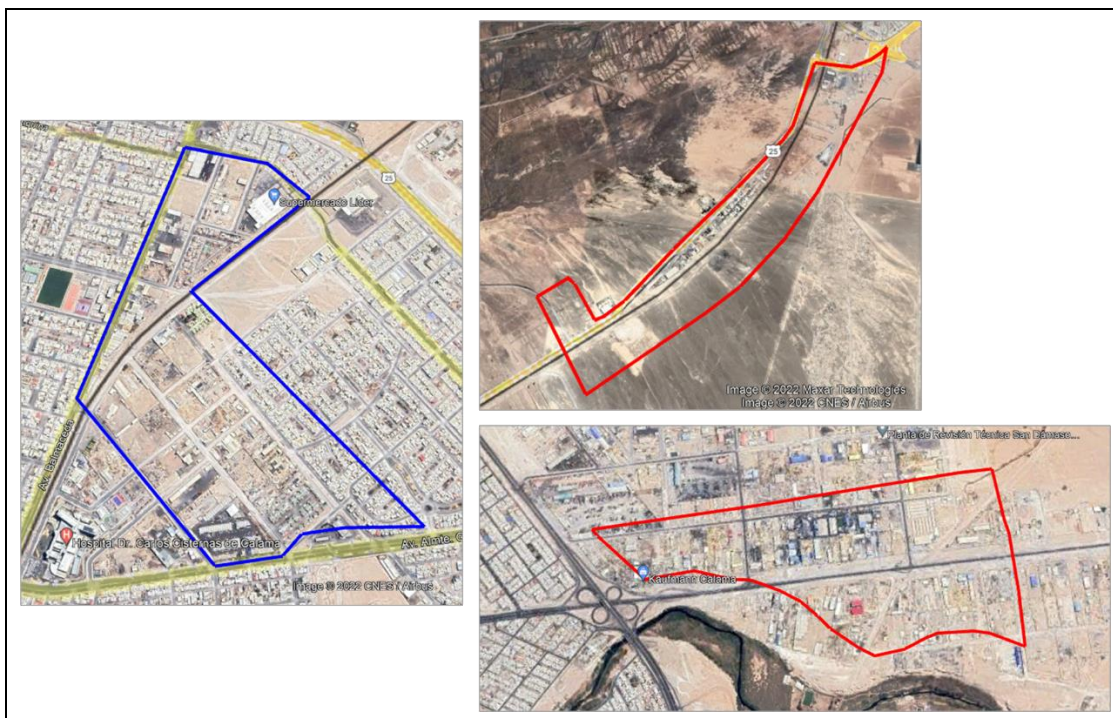 25
Supermercado Lider
Av. Balmaceda
Hospital Dr. Carlos Cisternas de Calama
Av. Almte. G
Image © 2022 CNES / Airbus
25
Image © 2022 Maxar Technologies
Image © 2022 CNES / Airbus
Planta de Revisión Técnica San Dámaso...
Kaufmann Calama